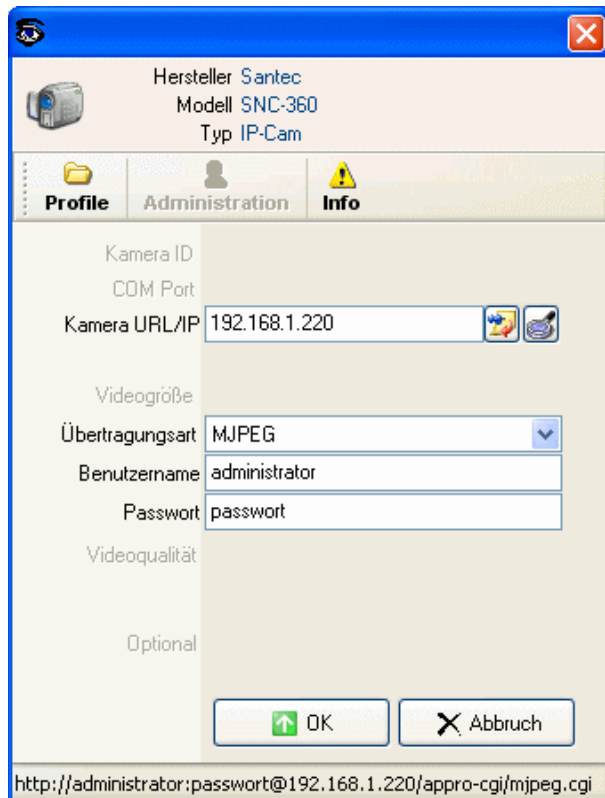 Hersteller Santec
Modell SNC-360
Typ IP-Cam
Profile Administration Info
Kamera ID
COM Port
Kamera URL/IP 192.168.1.220
Videogröße
Übertragungsart MJPEG
Benutzername administrator
Passwort passwort
Videoqualität
Optional
OK Abbruch
http://administrator:passwort@192.168.1.220/appro-cgi/mjpeg.cgi